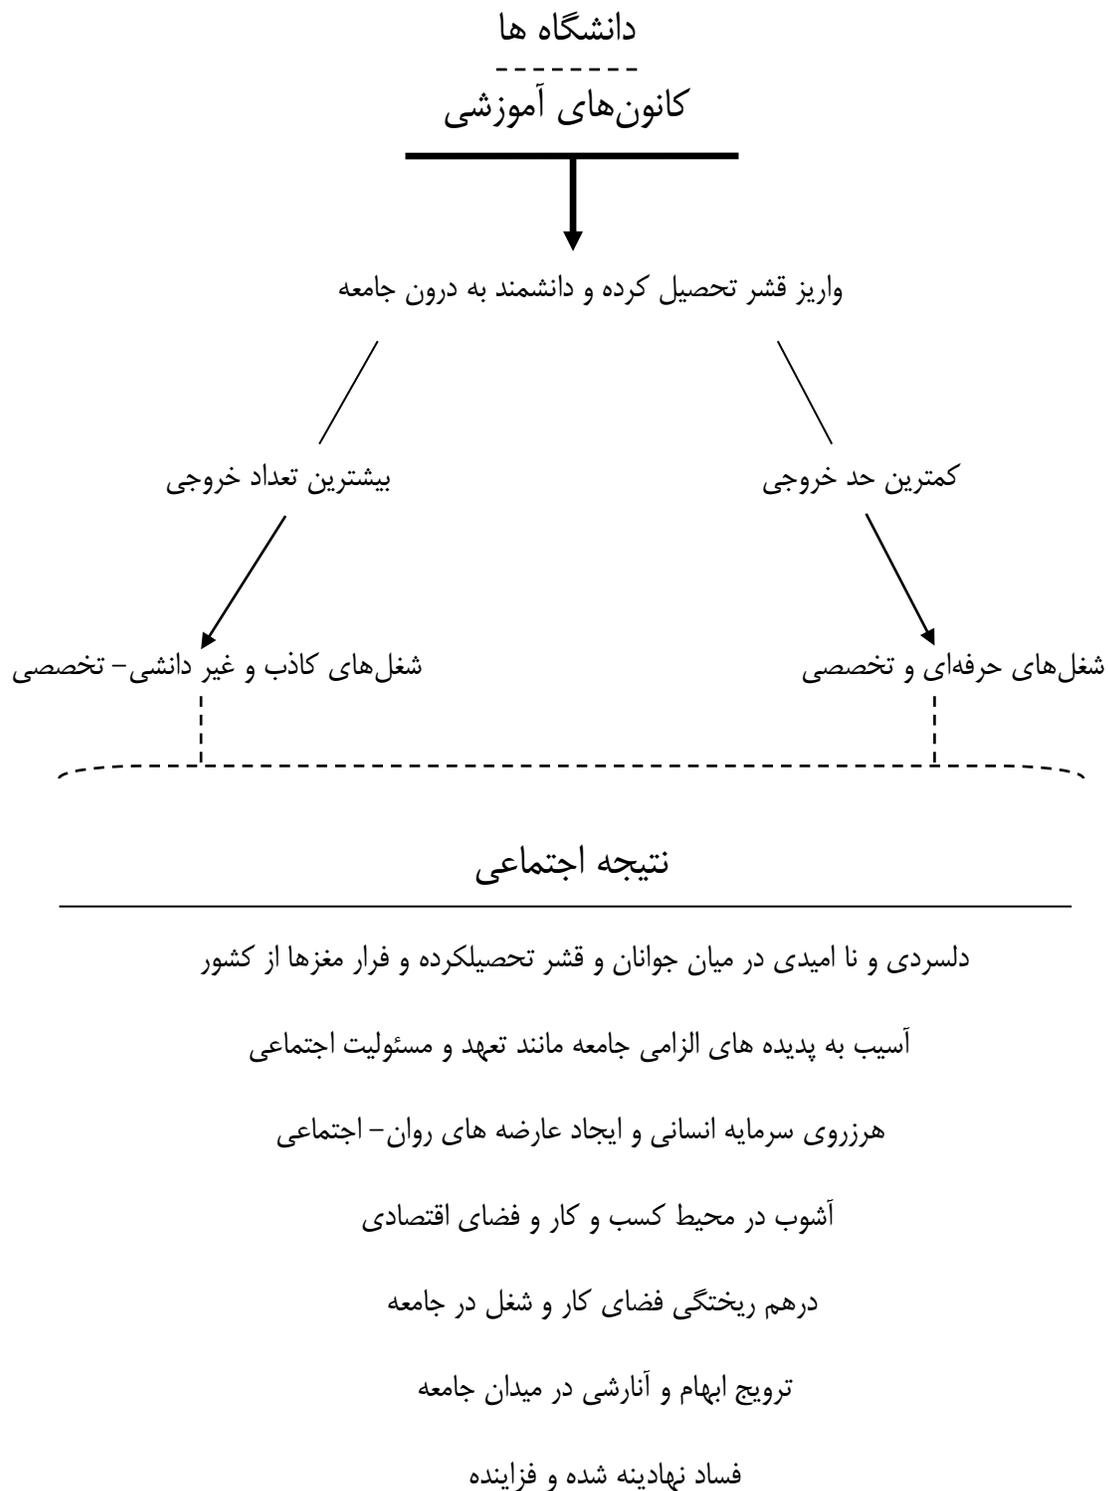 دانشگاه ها
کانون‌های آموزشی
واریز قشر تحصیل کرده و دانشمند به درون جامعه
کمترین حد خروجی
بیشترین تعداد خروجی
شغل‌های حرفه‌ای و تخصصی
شغل‌های کاذب و غیر دانشی- تخصصی
نتیجه اجتماعی
دلسردی و نا امیدی در میان جوانان و قشر تحصیلکرده و فرار مغزها از کشور
آسیب به پدیده های الزامی جامعه مانند تعهد و مسئولیت اجتماعی
هرزروی سرمایه انسانی و ایجاد عارضه های روان- اجتماعی
آشوب در محیط کسب و کار و فضای اقتصادی
درهم ریختگی فضای کار و شغل در جامعه
ترویج ابهام و آنارشی در میدان جامعه
فساد نهادینه شده و فزاینده